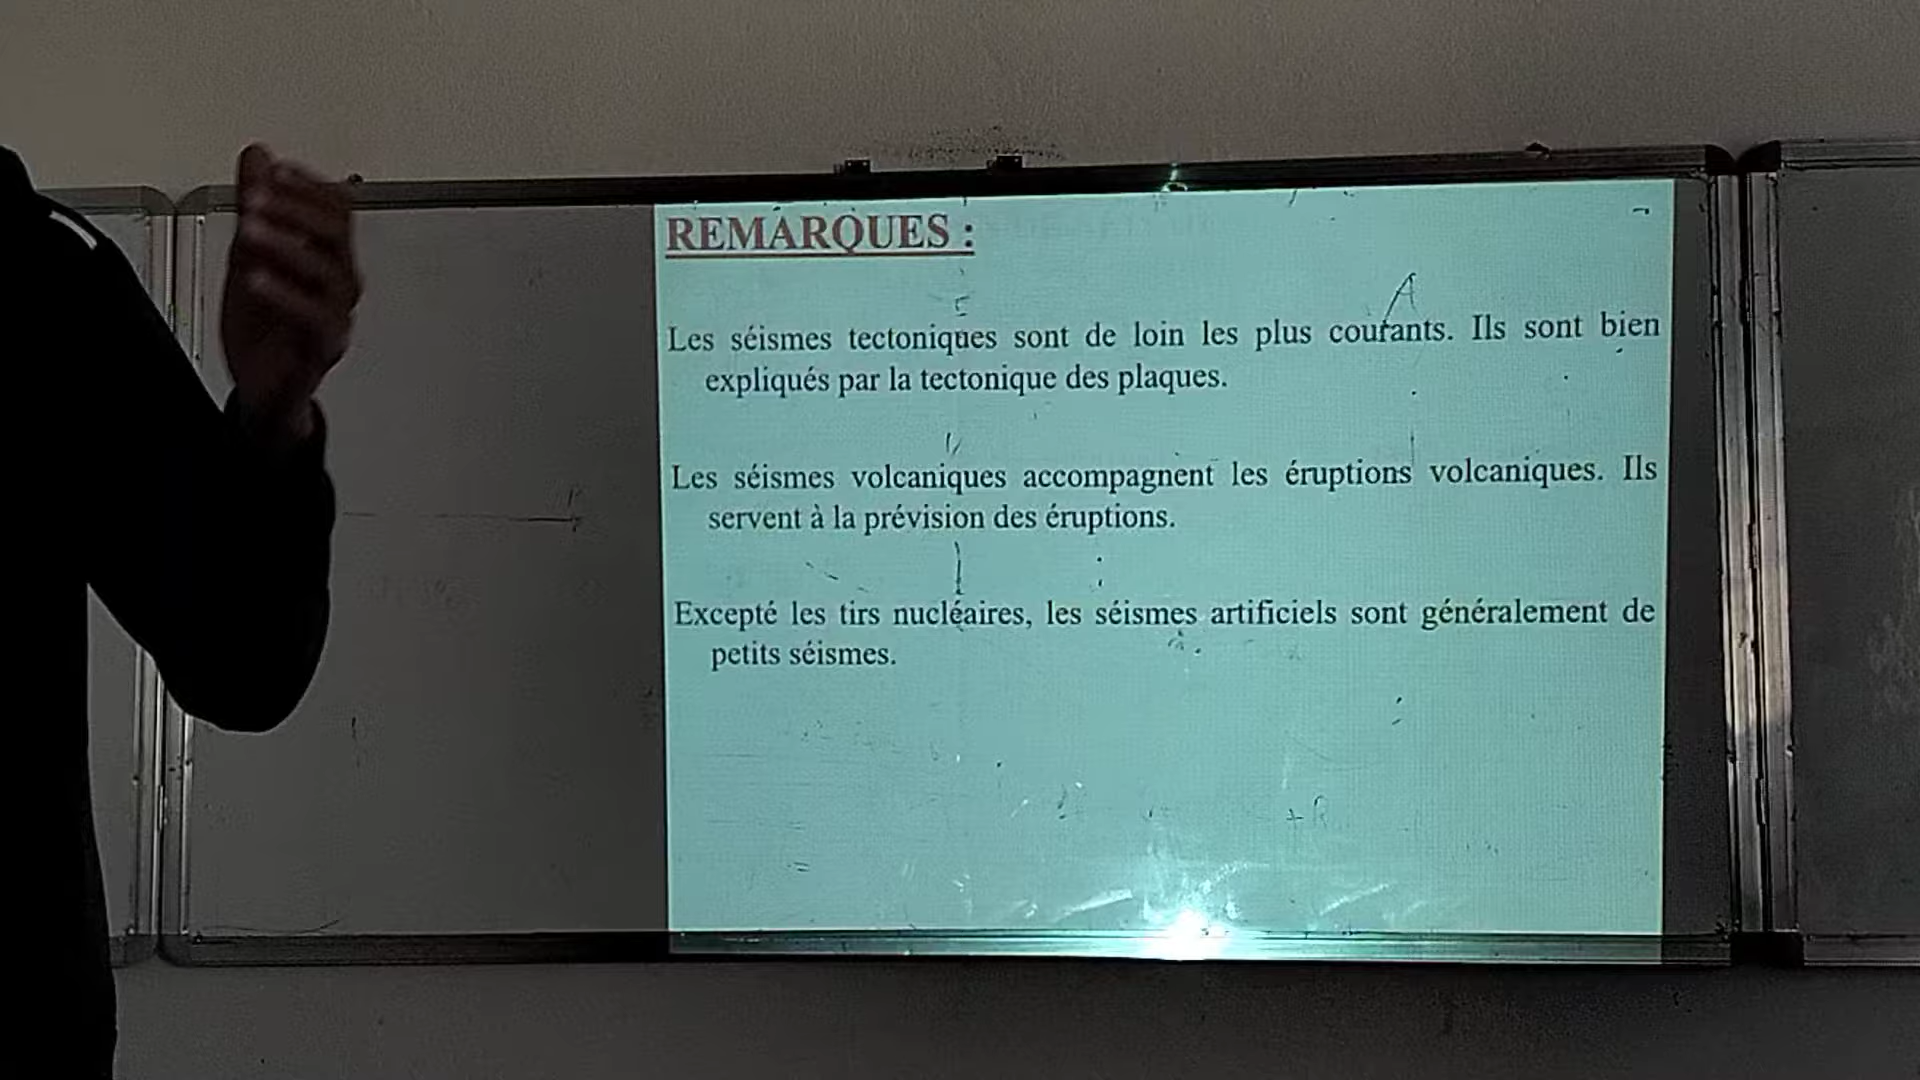 REMARQUES :
Les séismes tectoniques sont de loin les plus courants. Ils sont bien
expliqués par la tectonique des plaques.
Les séismes volcaniques accompagnent les éruptions volcaniques. Ils
servent à la prévision des éruptions.
Excepté les tirs nucléaires, les séismes artificiels sont généralement de
petits séismes.